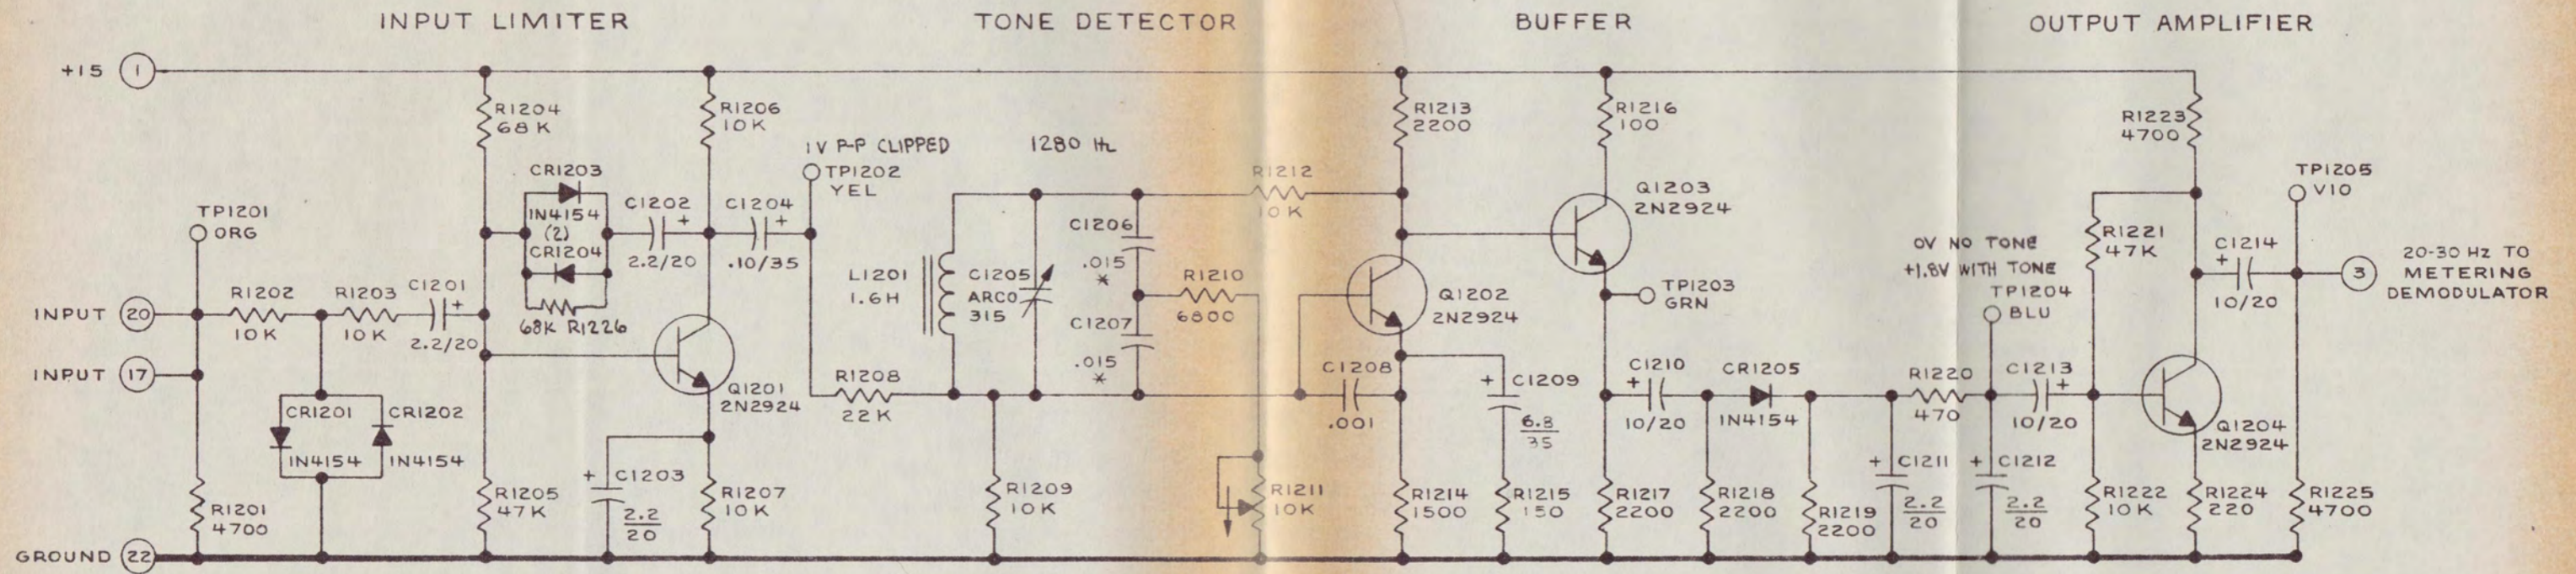 INPUT LIMITER
TONE DETECTOR
BUFFER
OUTPUT AMPLIFIER
+15
1
R1204
68K
R1206
10K
R1213
2200
R1216
100
R1223
4700
1V P-P CLIPPED
1280 Hz
TP1202
YEL
CR1203
1N4154
(2)
CR1204
68K R1226
C1202
+
2.2/20
C1204
+
.10/35
R1212
10K
Q1203
2N2924
TP1205
VIO
TP1201
ORG
C1206
.015
*
R1221
47K
C1214
+
10/20
0V NO TONE
+1.8V WITH TONE
TP1204
BLU
3
20-30 Hz TO
METERING
DEMODULATOR
L1201
1.6H
C1205
ARCO
315
R1210
6800
Q1202
2N2924
TP1203
GRN
INPUT
20
R1202
10K
R1203
10K
C1201
+
2.2/20
C1207
.015
*
INPUT
17
Q1201
2N2924
R1208
22K
C1208
.001
+
C1209
6.8
35
C1210
+
10/20
CR1205
1N4154
R1220
470
C1213
+
10/20
Q1204
2N2924
CR1201
1N4154
CR1202
1N4154
+
C1203
2.2
20
+
C1211
2.2
20
+
C1212
2.2
20
R1201
4700
R1205
47K
R1207
10K
R1209
10K
R1211
10K
R1214
1500
R1215
150
R1217
2200
R1218
2200
R1219
2200
R1222
10K
R1224
220
R1225
4700
GROUND
22